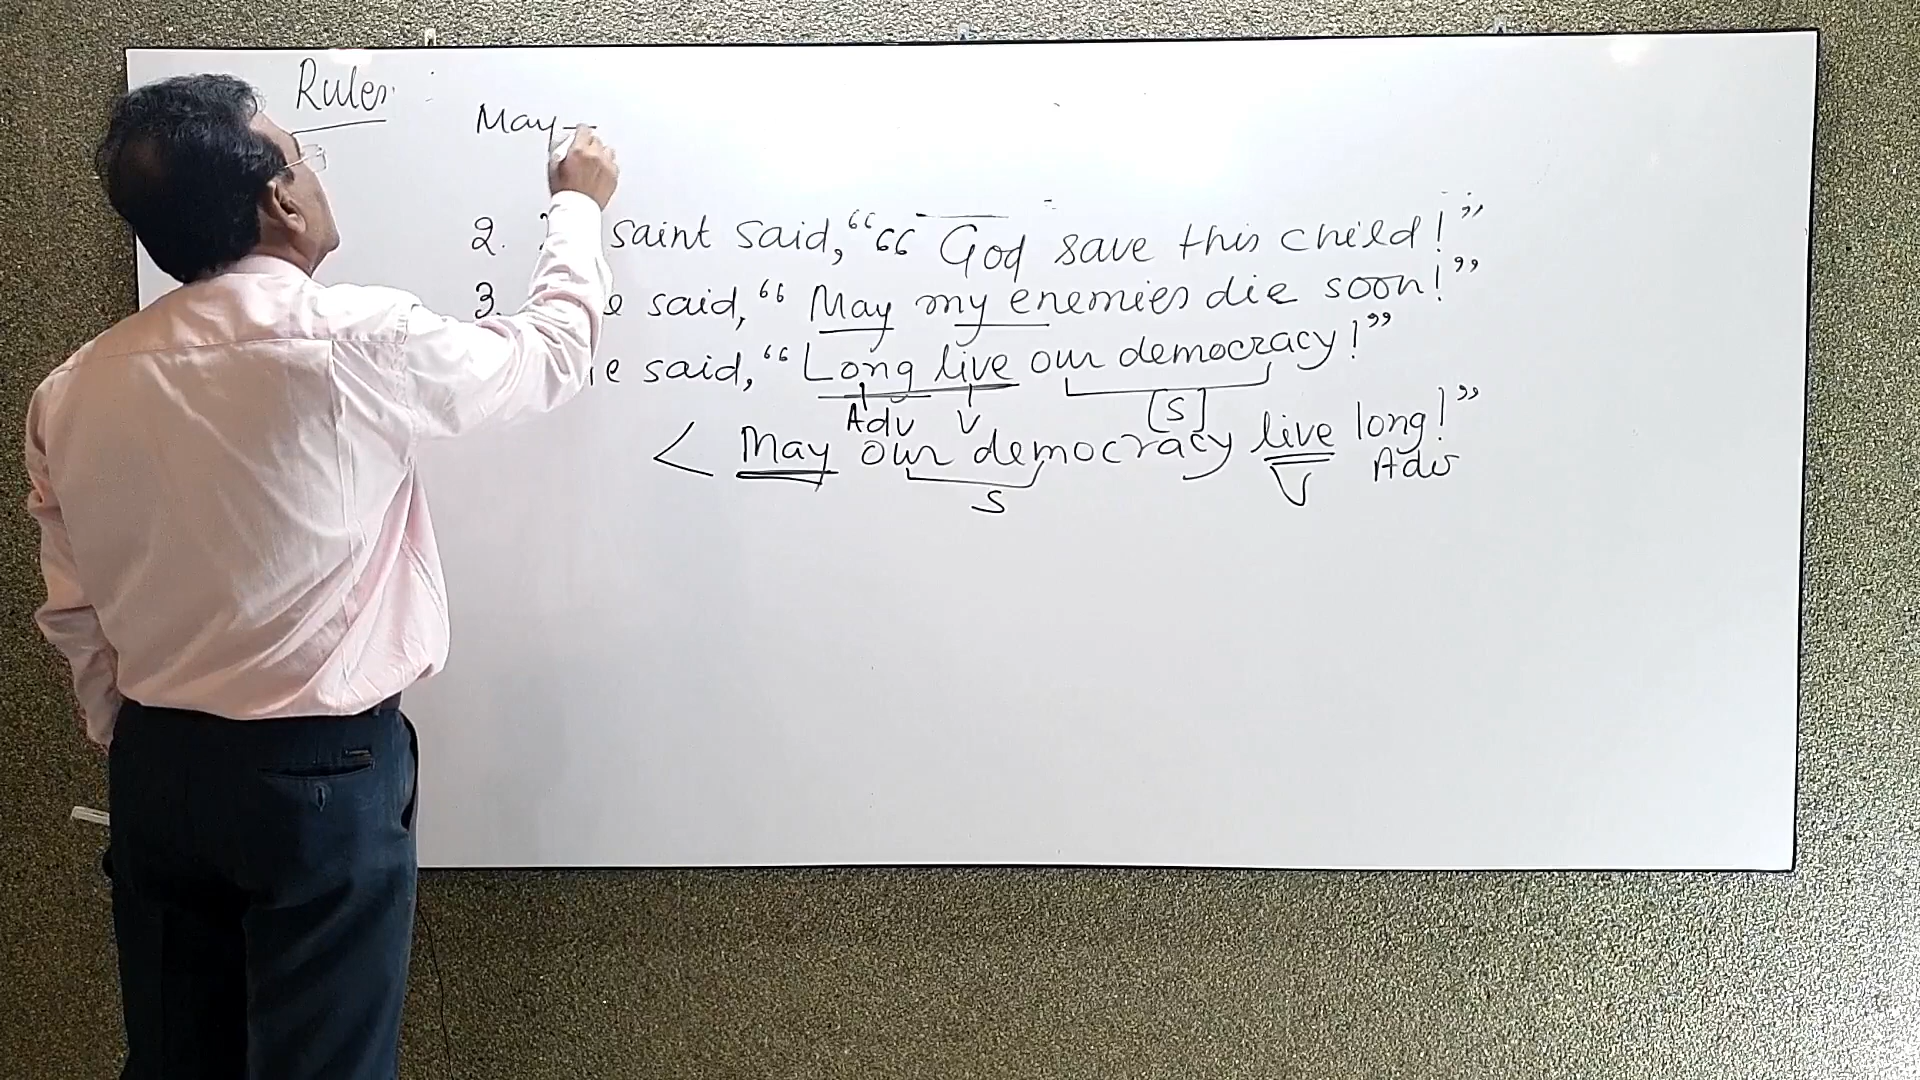 Rules:
May
2. saint said, “ “ God save this child!”
3. said, “ May my enemies die soon!”
said, “Long live our democracy!”
Adv V [S]
< May our democracy live long!”
S V Adv